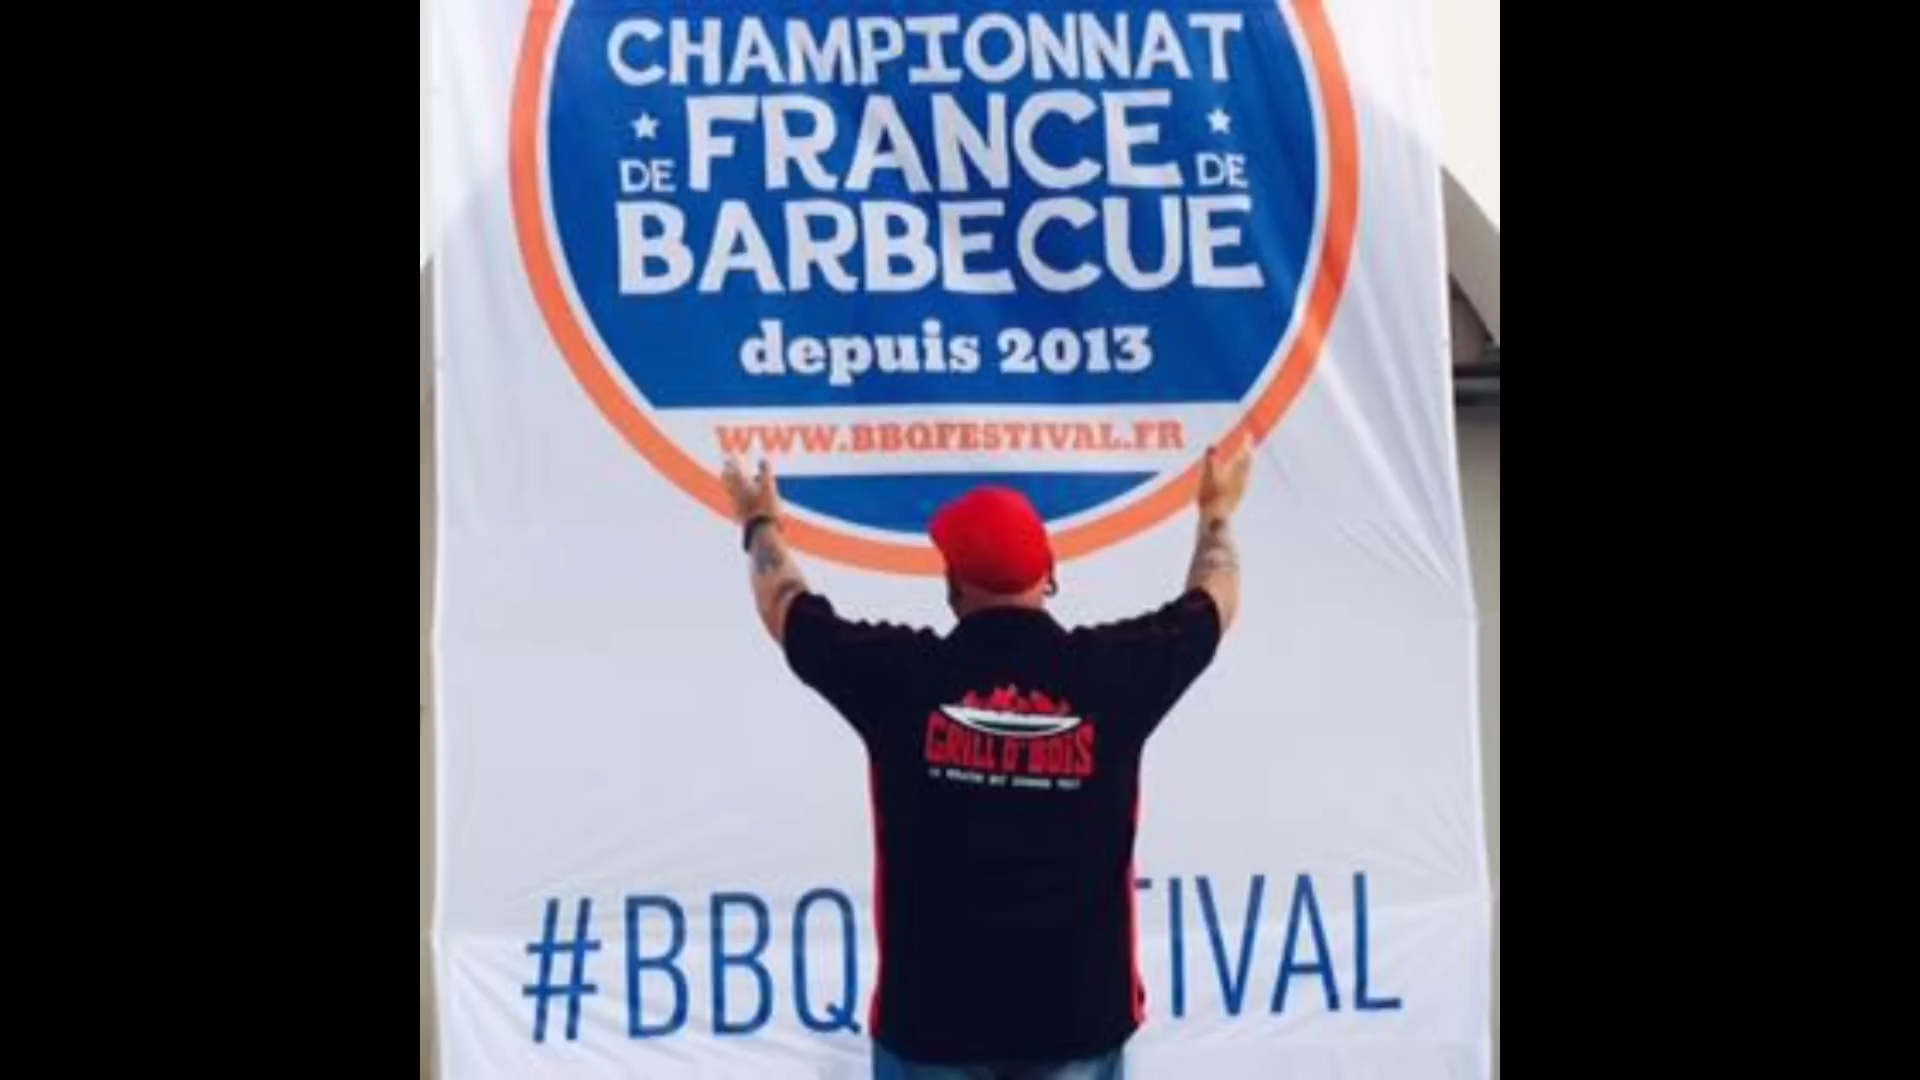 CHAMPIONNAT
DE FRANCE DE
BARBECUE
depuis 2013
WWW.BBQFESTIVAL.FR
GRILL O' BOIS
#BBQ TIVAL